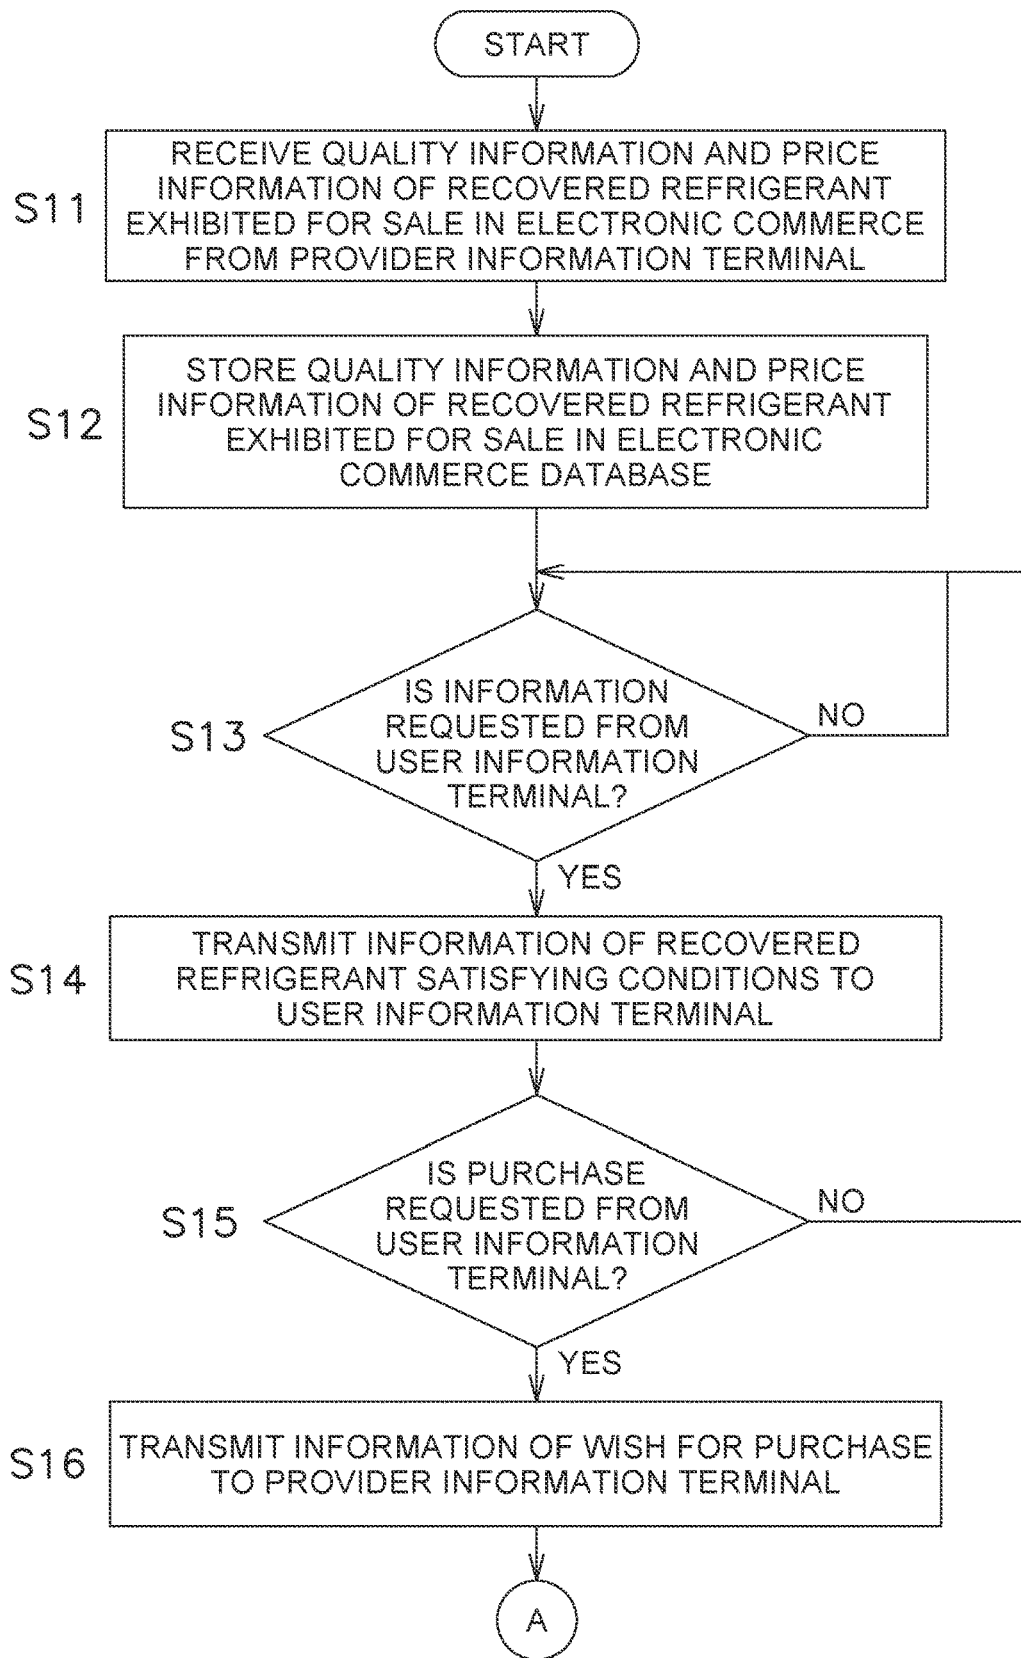 START
S11
RECEIVE QUALITY INFORMATION AND PRICE
INFORMATION OF RECOVERED REFRIGERANT
EXHIBITED FOR SALE IN ELECTRONIC COMMERCE
FROM PROVIDER INFORMATION TERMINAL
S12
STORE QUALITY INFORMATION AND PRICE
INFORMATION OF RECOVERED REFRIGERANT
EXHIBITED FOR SALE IN ELECTRONIC
COMMERCE DATABASE
S13
IS INFORMATION
REQUESTED FROM
USER INFORMATION
TERMINAL?
NO
YES
S14
TRANSMIT INFORMATION OF RECOVERED
REFRIGERANT SATISFYING CONDITIONS TO
USER INFORMATION TERMINAL
S15
IS PURCHASE
REQUESTED FROM
USER INFORMATION
TERMINAL?
NO
YES
S16
TRANSMIT INFORMATION OF WISH FOR PURCHASE
TO PROVIDER INFORMATION TERMINAL
A